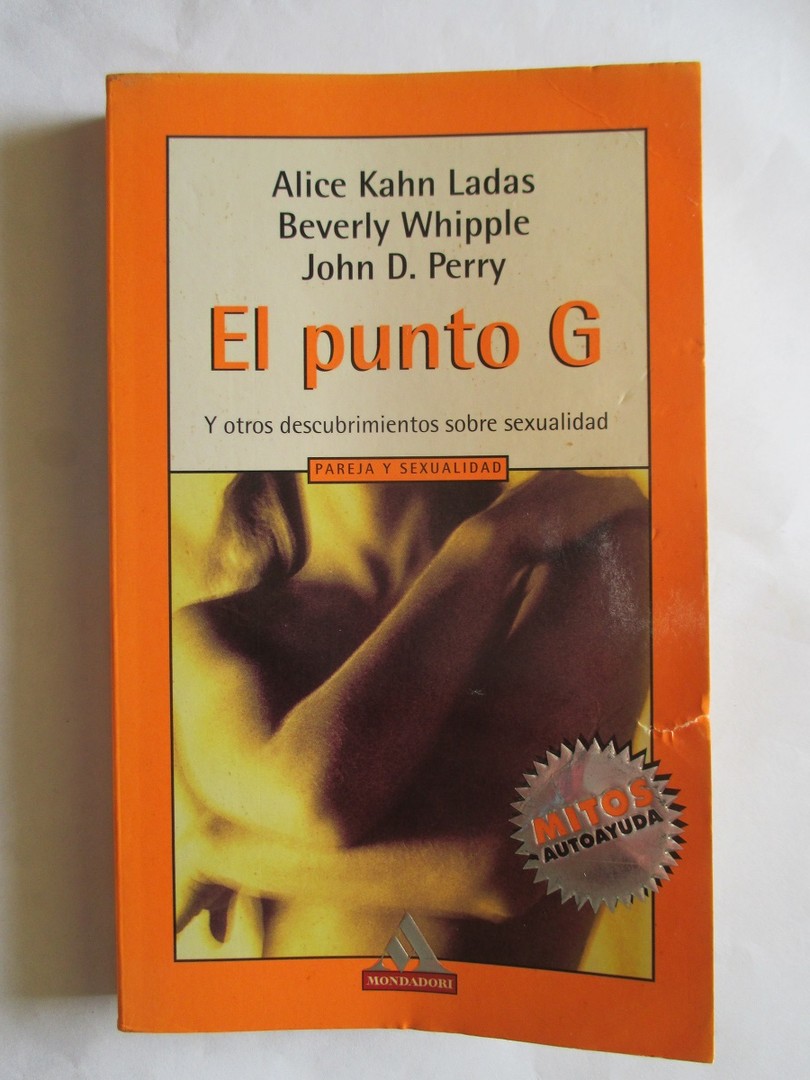 Alice Kahn Ladas
Beverly Whipple
John D. Perry
El punto G
Y otros descubrimientos sobre sexualidad
PAREJA Y SEXUALIDAD
MITOS
AUTOAYUDA
MONDADORI